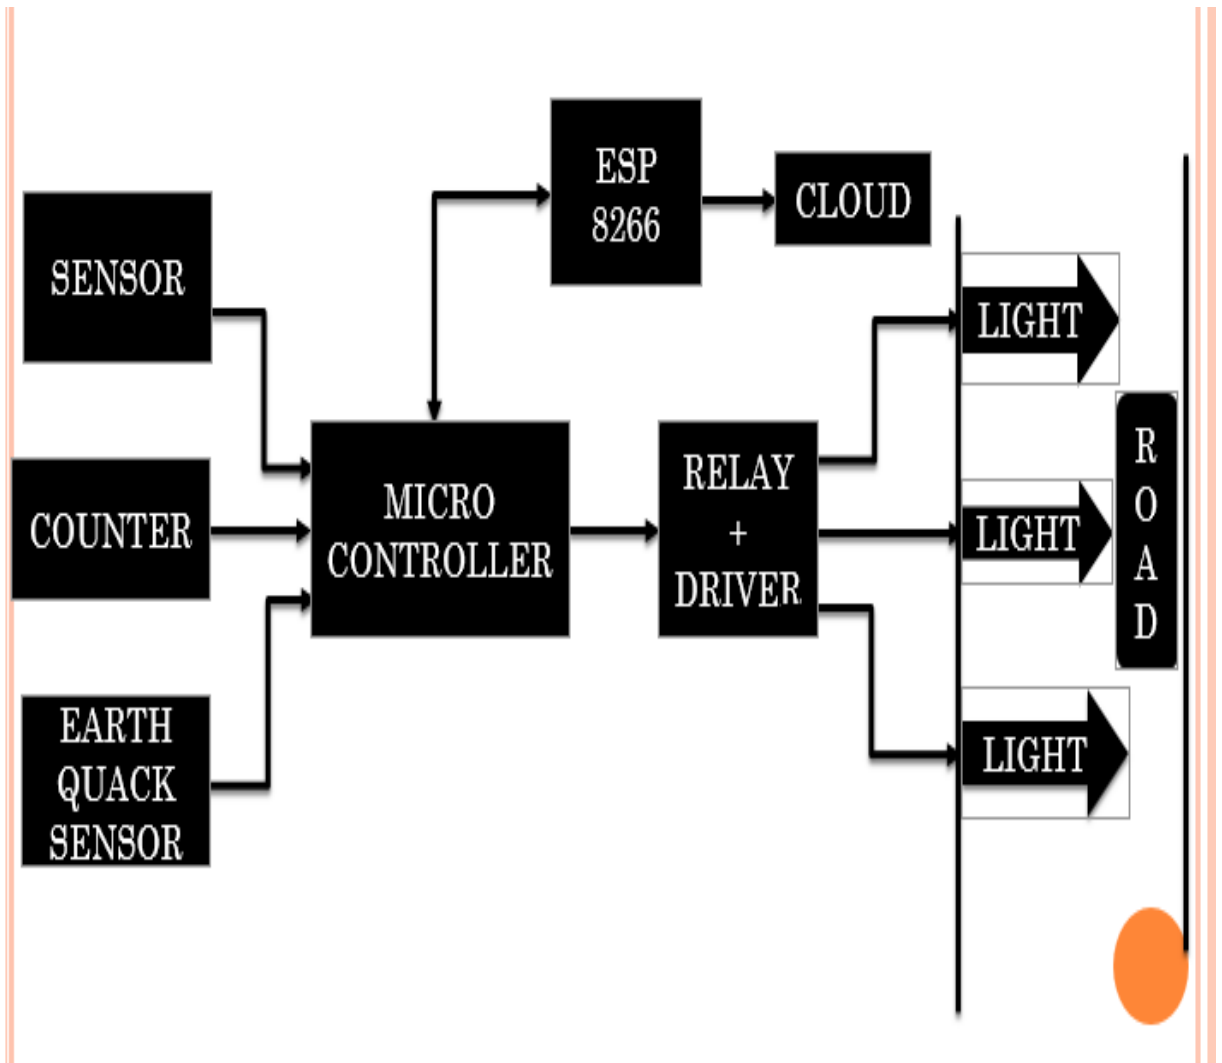 ESP
8266
CLOUD
SENSOR
LIGHT
COUNTER
MICRO
CONTROLLER
RELAY
+
DRIVER
LIGHT
R
O
A
D
EARTH
QUACK
SENSOR
LIGHT